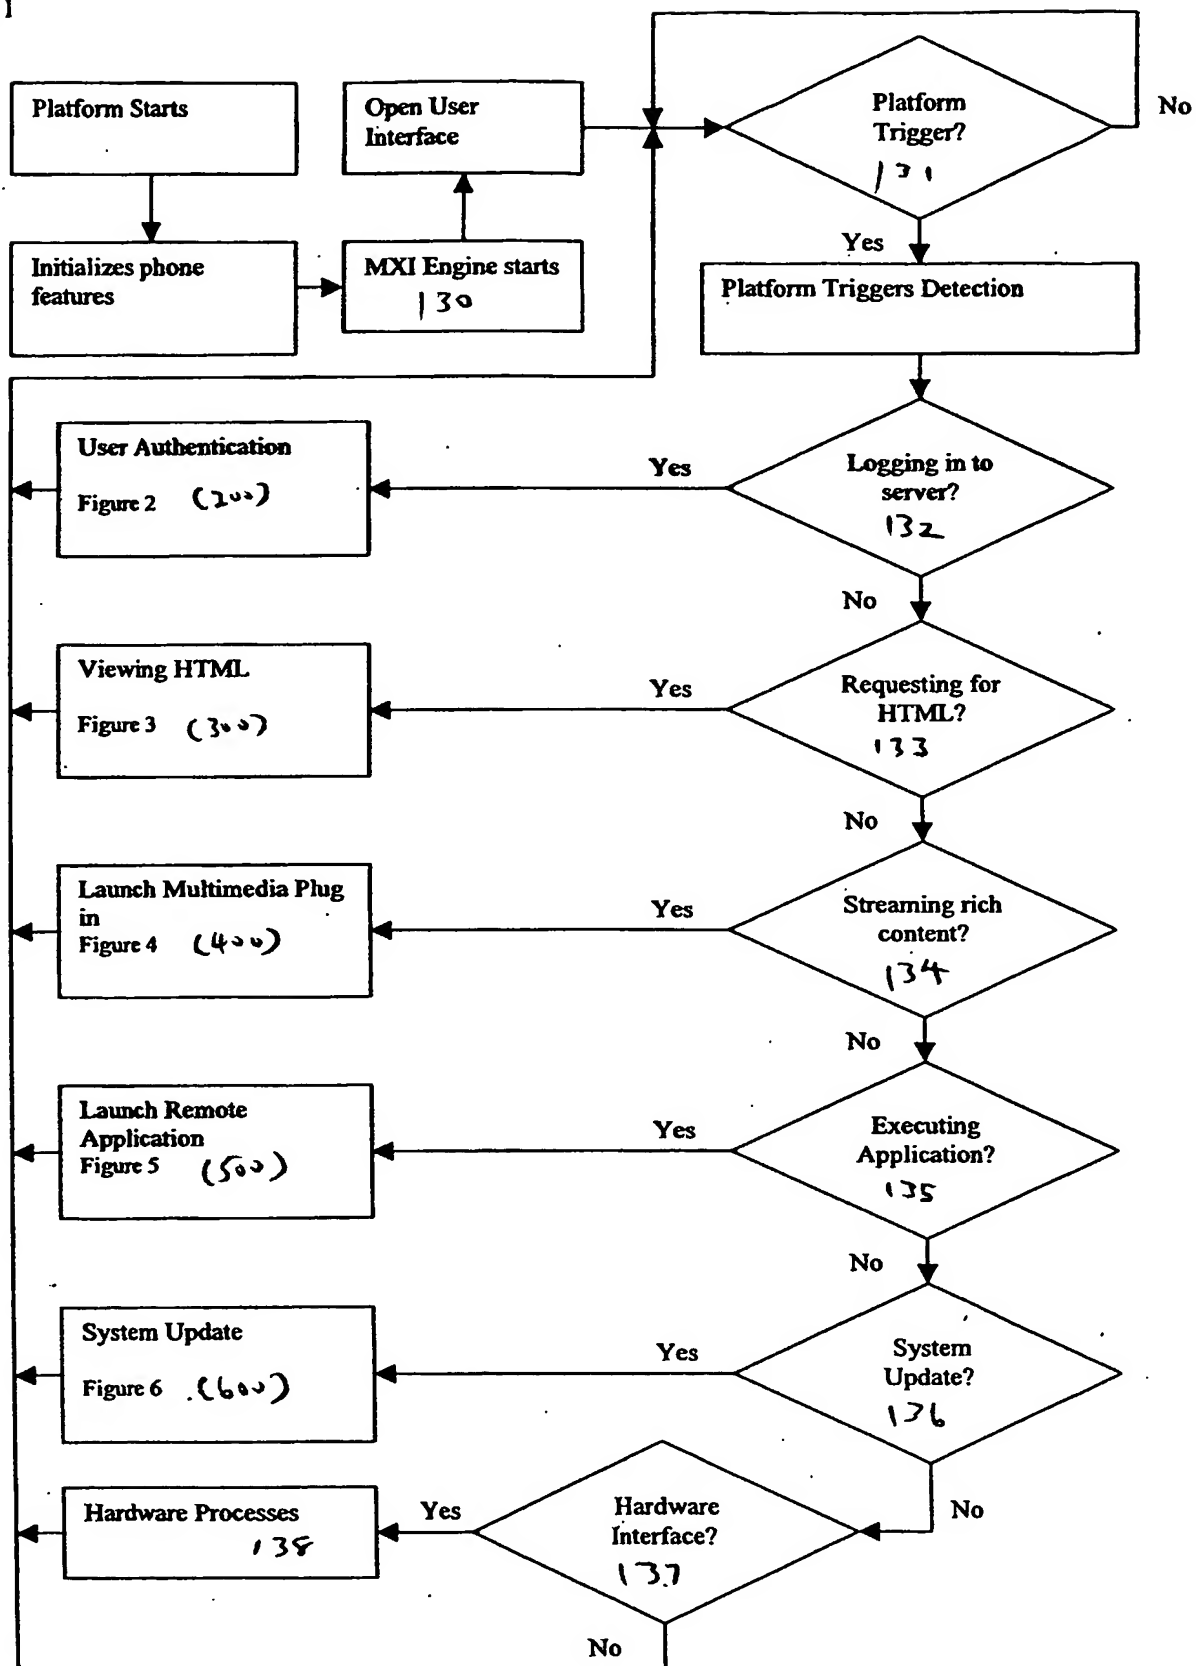 1
Platform Starts
Open User
Interface
Platform
Trigger?
131
No
Yes
Initializes phone
features
MXI Engine starts
130
Platform Triggers Detection
User Authentication
Figure 2 (200)
Yes
Logging in to
server?
132
No
Viewing HTML
Figure 3 (300)
Yes
Requesting for
HTML?
133
No
Launch Multimedia Plug
in
Figure 4 (400)
Yes
Streaming rich
content?
134
No
Launch Remote
Application
Figure 5 (500)
Yes
Executing
Application?
135
No
System Update
Figure 6 (600)
Yes
System
Update?
136
No
Hardware Processes
138
Yes
Hardware
Interface?
137
No